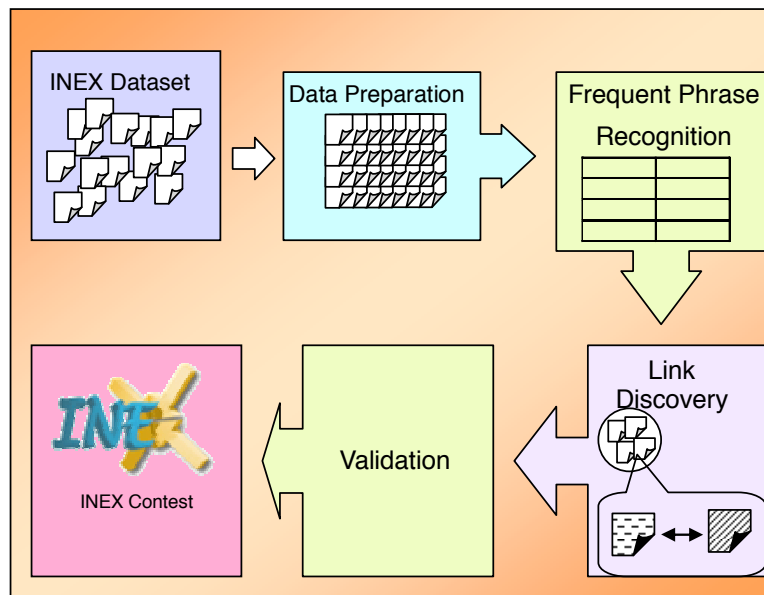 INEX Dataset
Data Preparation
Frequent Phrase
Recognition
Link
Discovery
Validation
INEX
INEX Contest